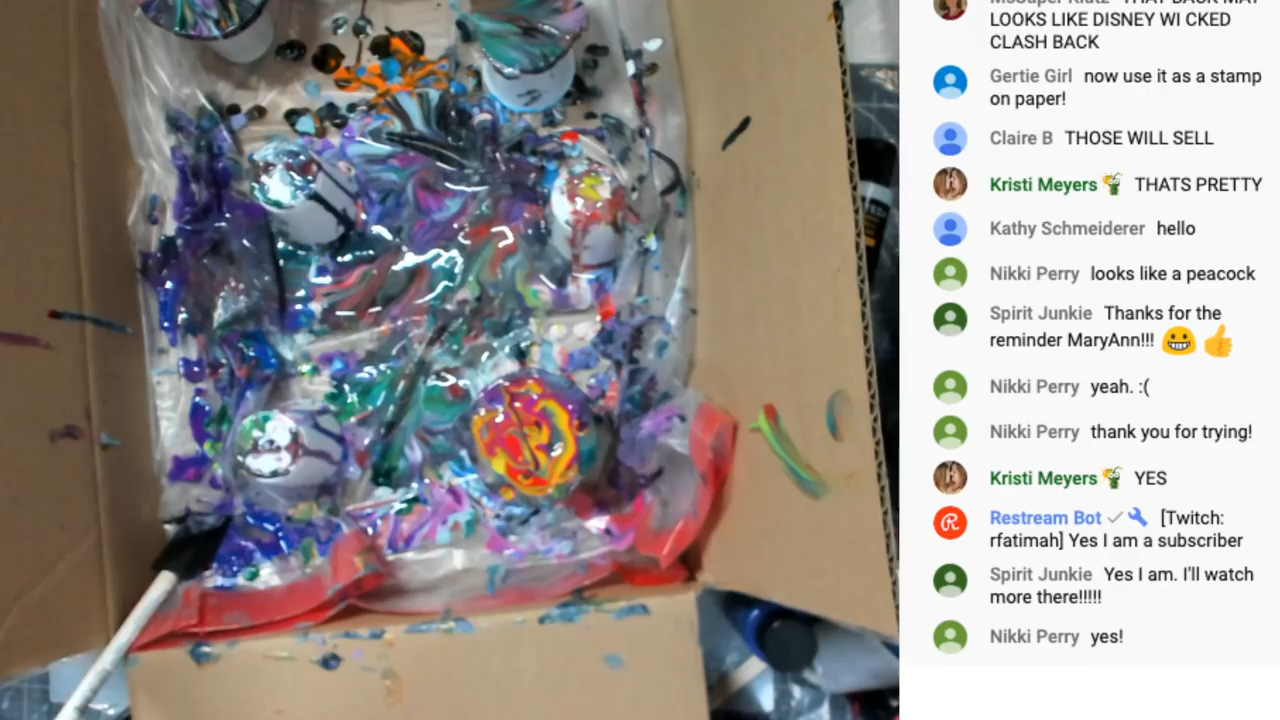 LOOKS LIKE DISNEY WI CKED
CLASH BACK
Gertie Girl now use it as a stamp
on paper!
Claire B THOSE WILL SELL
Kristi Meyers THATS PRETTY
Kathy Schmeiderer hello
Nikki Perry looks like a peacock
Spirit Junkie Thanks for the
reminder MaryAnn!!! 😀👍
Nikki Perry yeah. :(
Nikki Perry thank you for trying!
Kristi Meyers YES
Restream Bot [Twitch:
rfatimah] Yes I am a subscriber
Spirit Junkie Yes I am. I'll watch
more there!!!!!
Nikki Perry yes!